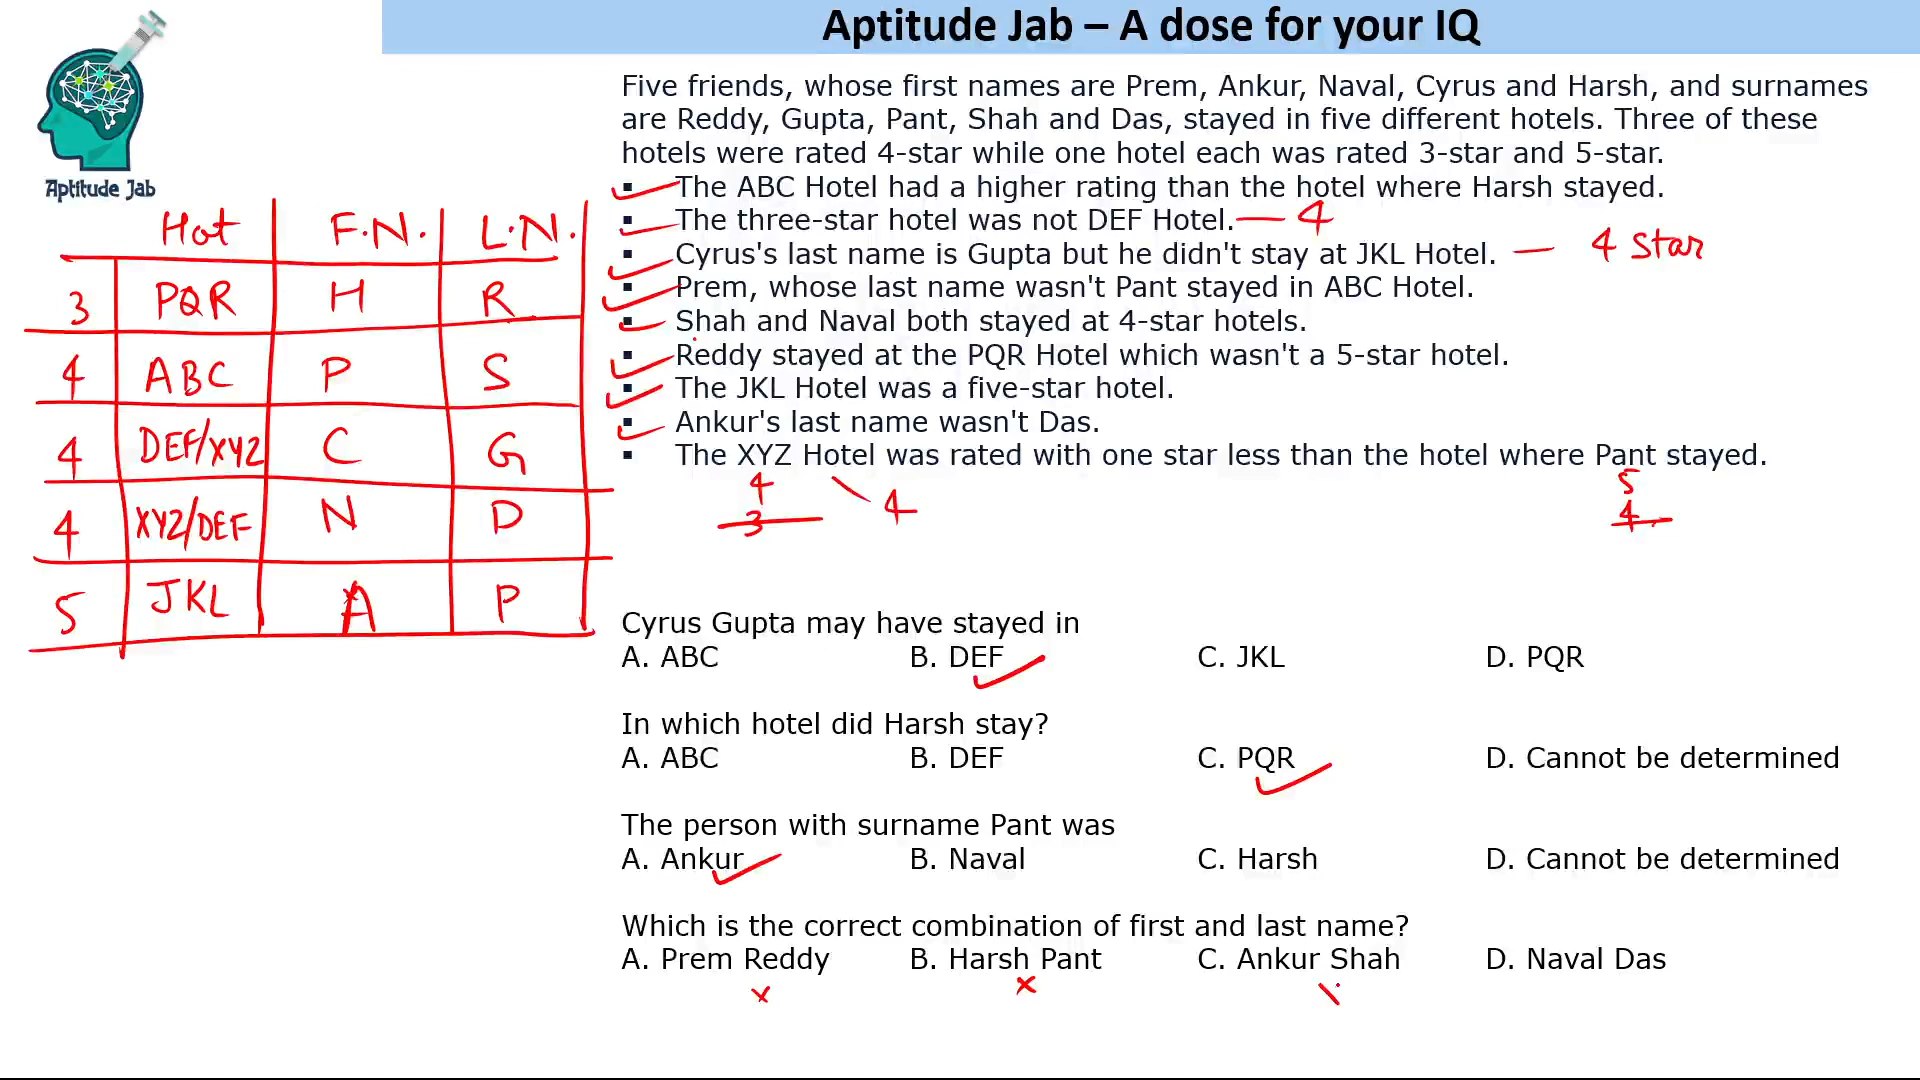 Aptitude Jab – A dose for your IQ
Aptitude Jab
Five friends, whose first names are Prem, Ankur, Naval, Cyrus and Harsh, and surnames
are Reddy, Gupta, Pant, Shah and Das, stayed in five different hotels. Three of these
hotels were rated 4-star while one hotel each was rated 3-star and 5-star.
▪ The ABC Hotel had a higher rating than the hotel where Harsh stayed.
▪ The three-star hotel was not DEF Hotel. — 4
▪ Cyrus's last name is Gupta but he didn't stay at JKL Hotel. — 4 star
▪ Prem, whose last name wasn't Pant stayed in ABC Hotel.
▪ Shah and Naval both stayed at 4-star hotels.
▪ Reddy stayed at the PQR Hotel which wasn't a 5-star hotel.
▪ The JKL Hotel was a five-star hotel.
▪ Ankur's last name wasn't Das.
▪ The XYZ Hotel was rated with one star less than the hotel where Pant stayed.
4 5
3 4 4
Hot F.N. L.N.
3 PQR H R
4 ABC P S
4 DEF/XYZ C G
4 XYZ/DEF N D
5 JKL A P
Cyrus Gupta may have stayed in
A. ABC B. DEF C. JKL D. PQR
In which hotel did Harsh stay?
A. ABC B. DEF C. PQR D. Cannot be determined
The person with surname Pant was
A. Ankur B. Naval C. Harsh D. Cannot be determined
Which is the correct combination of first and last name?
A. Prem Reddy B. Harsh Pant C. Ankur Shah D. Naval Das